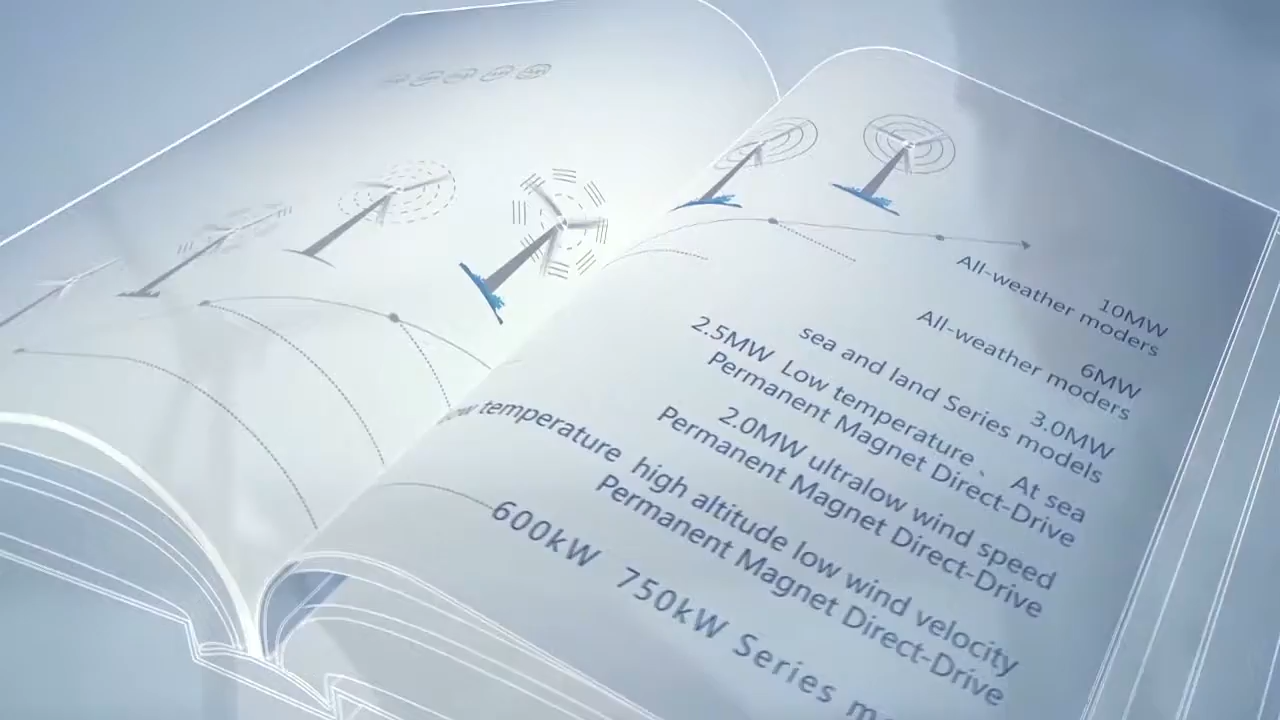 10MW
All-weather moders
6MW
All-weather moders
3.0MW
sea and land Series models
2.5MW Low temperature、 At sea
Permanent Magnet Direct-Drive
2.0MW ultralow wind speed
Permanent Magnet Direct-Drive
temperature high altitude low wind velocity
Permanent Magnet Direct-Drive
600kW 750kW Series